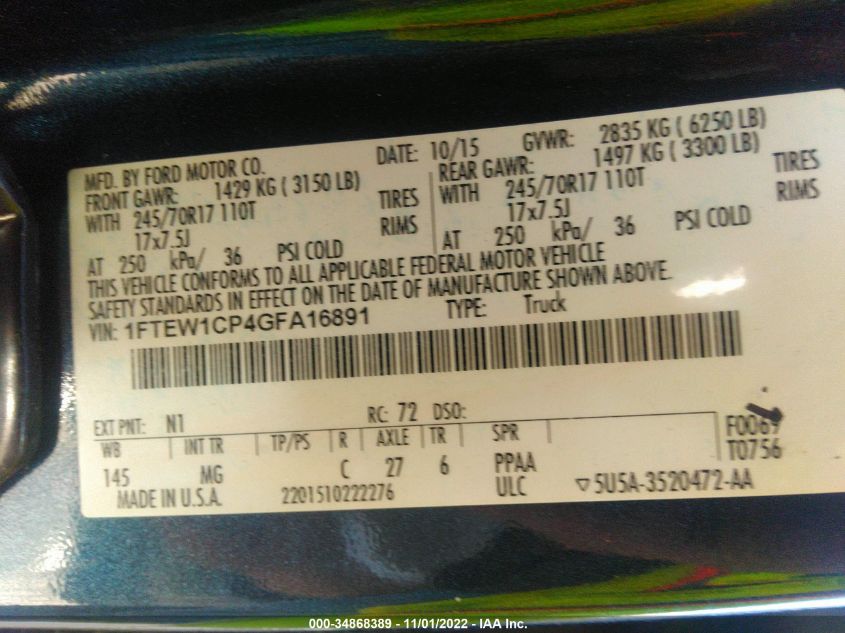 MFD. BY FORD MOTOR CO. DATE: 10/15 GVWR: 2835 KG ( 6250 LB)
FRONT GAWR: 1429 KG ( 3150 LB) REAR GAWR: 1497 KG ( 3300 LB)
WITH 245/70R17 110T TIRES WITH 245/70R17 110T TIRES
17x7.5J RIMS 17x7.5J RIMS
AT 250 kPa/ 36 PSI COLD AT 250 kPa/ 36 PSI COLD
THIS VEHICLE CONFORMS TO ALL APPLICABLE FEDERAL MOTOR VEHICLE
SAFETY STANDARDS IN EFFECT ON THE DATE OF MANUFACTURE SHOWN ABOVE.
VIN: 1FTEW1CP4GFA16891 TYPE: Truck
EXT PNT: N1 RC: 72 DSO: F0069
WB INT TR TP/PS R AXLE TR SPR T0756
145 MG C 27 6 PPAA
MADE IN U.S.A. 2201510222276 ULC ▽5U5A-3520472-AA
000-34868389 - 11/01/2022 - IAA Inc.